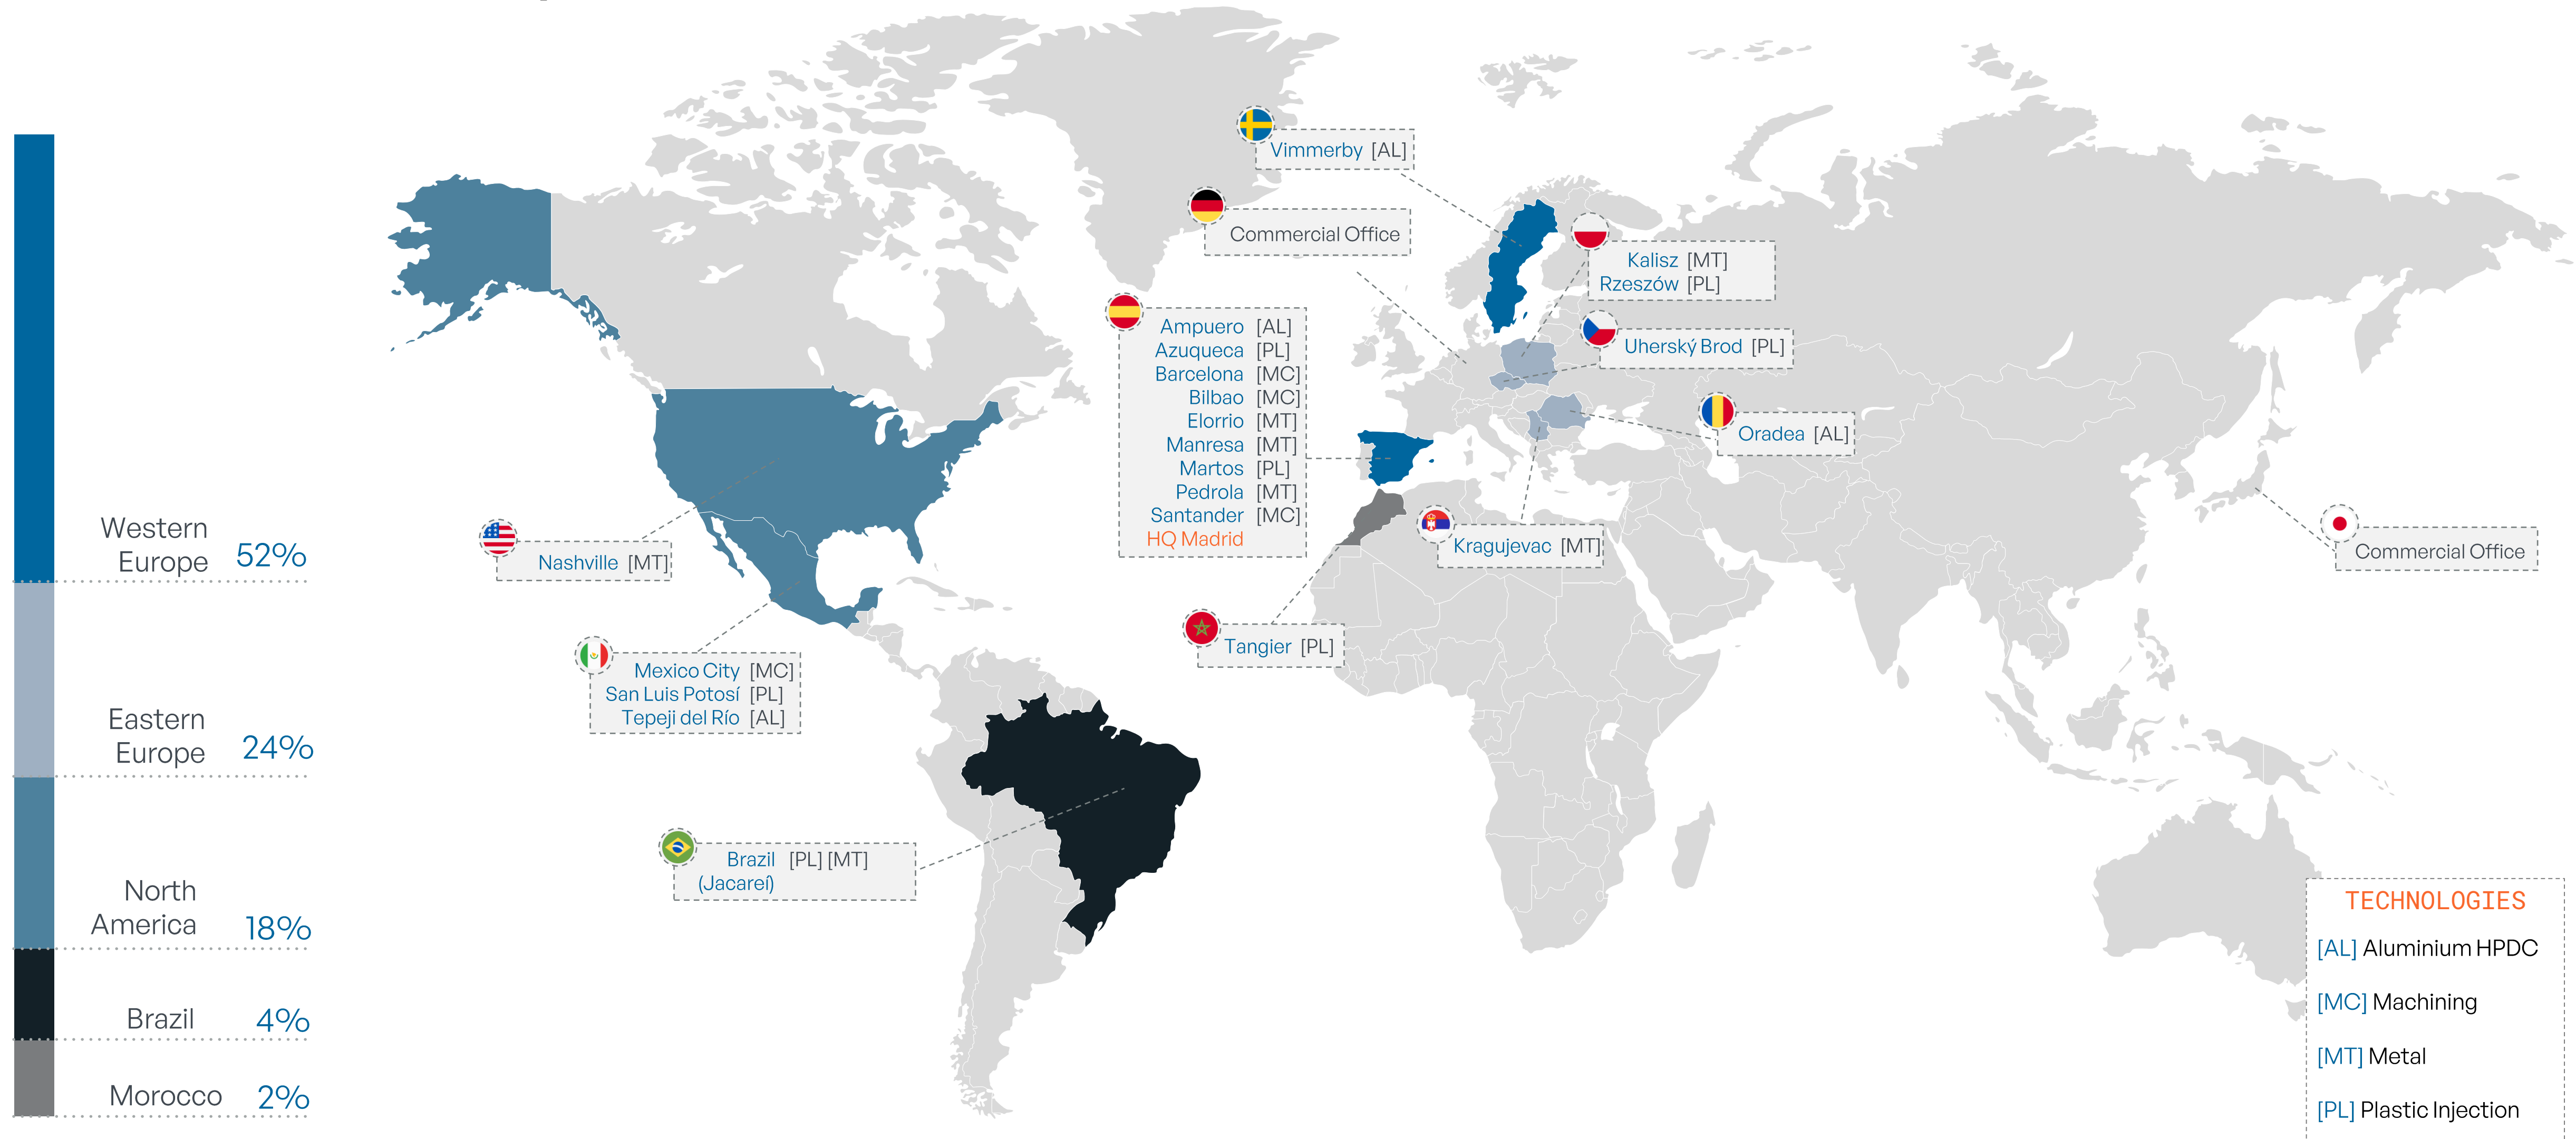 Western
Europe 52%
Eastern
Europe 24%
North
America 18%
Brazil 4%
Morocco 2%
Vimmerby [AL]
Commercial Office
Kalisz [MT]
Rzeszów [PL]
Uherský Brod [PL]
Oradea [AL]
Ampuero [AL]
Azuqueca [PL]
Barcelona [MC]
Bilbao [MC]
Elorrio [MT]
Manresa [MT]
Martos [PL]
Pedrola [MT]
Santander [MC]
HQ Madrid
Kragujevac [MT]
Commercial Office
Nashville [MT]
Tangier [PL]
Mexico City [MC]
San Luis Potosí [PL]
Tepeji del Río [AL]
Brazil [PL] [MT]
(Jacareí)
TECHNOLOGIES
[AL] Aluminium HPDC
[MC] Machining
[MT] Metal
[PL] Plastic Injection